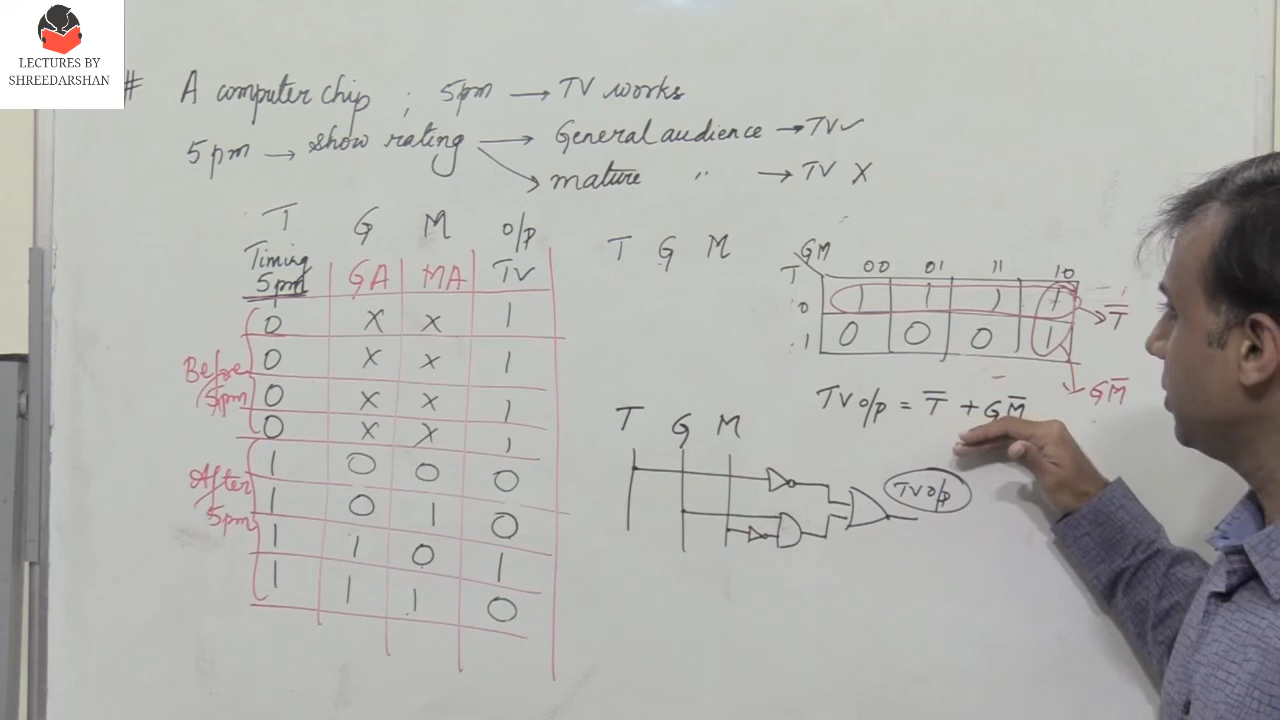 LECTURES BY
SHREEDARSHAN
# A computer chip ; 5pm → TV works
5pm → show rating → General audience → TV ✓
→ mature " → TV X
T G M o/p
Timing 5pm GA MA TV
0 X X 1
0 X X 1
0 X X 1
0 X X 1
1 0 0 0
1 0 1 0
1 1 0 1
1 1 1 0
Before 5pm
After 5pm
T G M
GM
T 00 01 11 10
0 1 1 1 1
1 0 0 0 1
→ T̅
GM̅
TV o/p = T̅ + GM̅
T G M
TV o/p